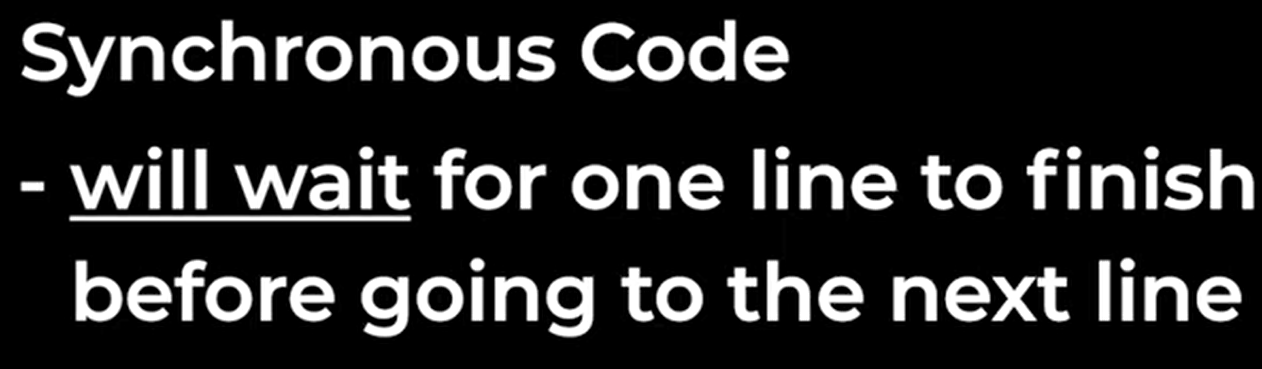 Synchronous Code
- will wait for one line to finish
before going to the next line